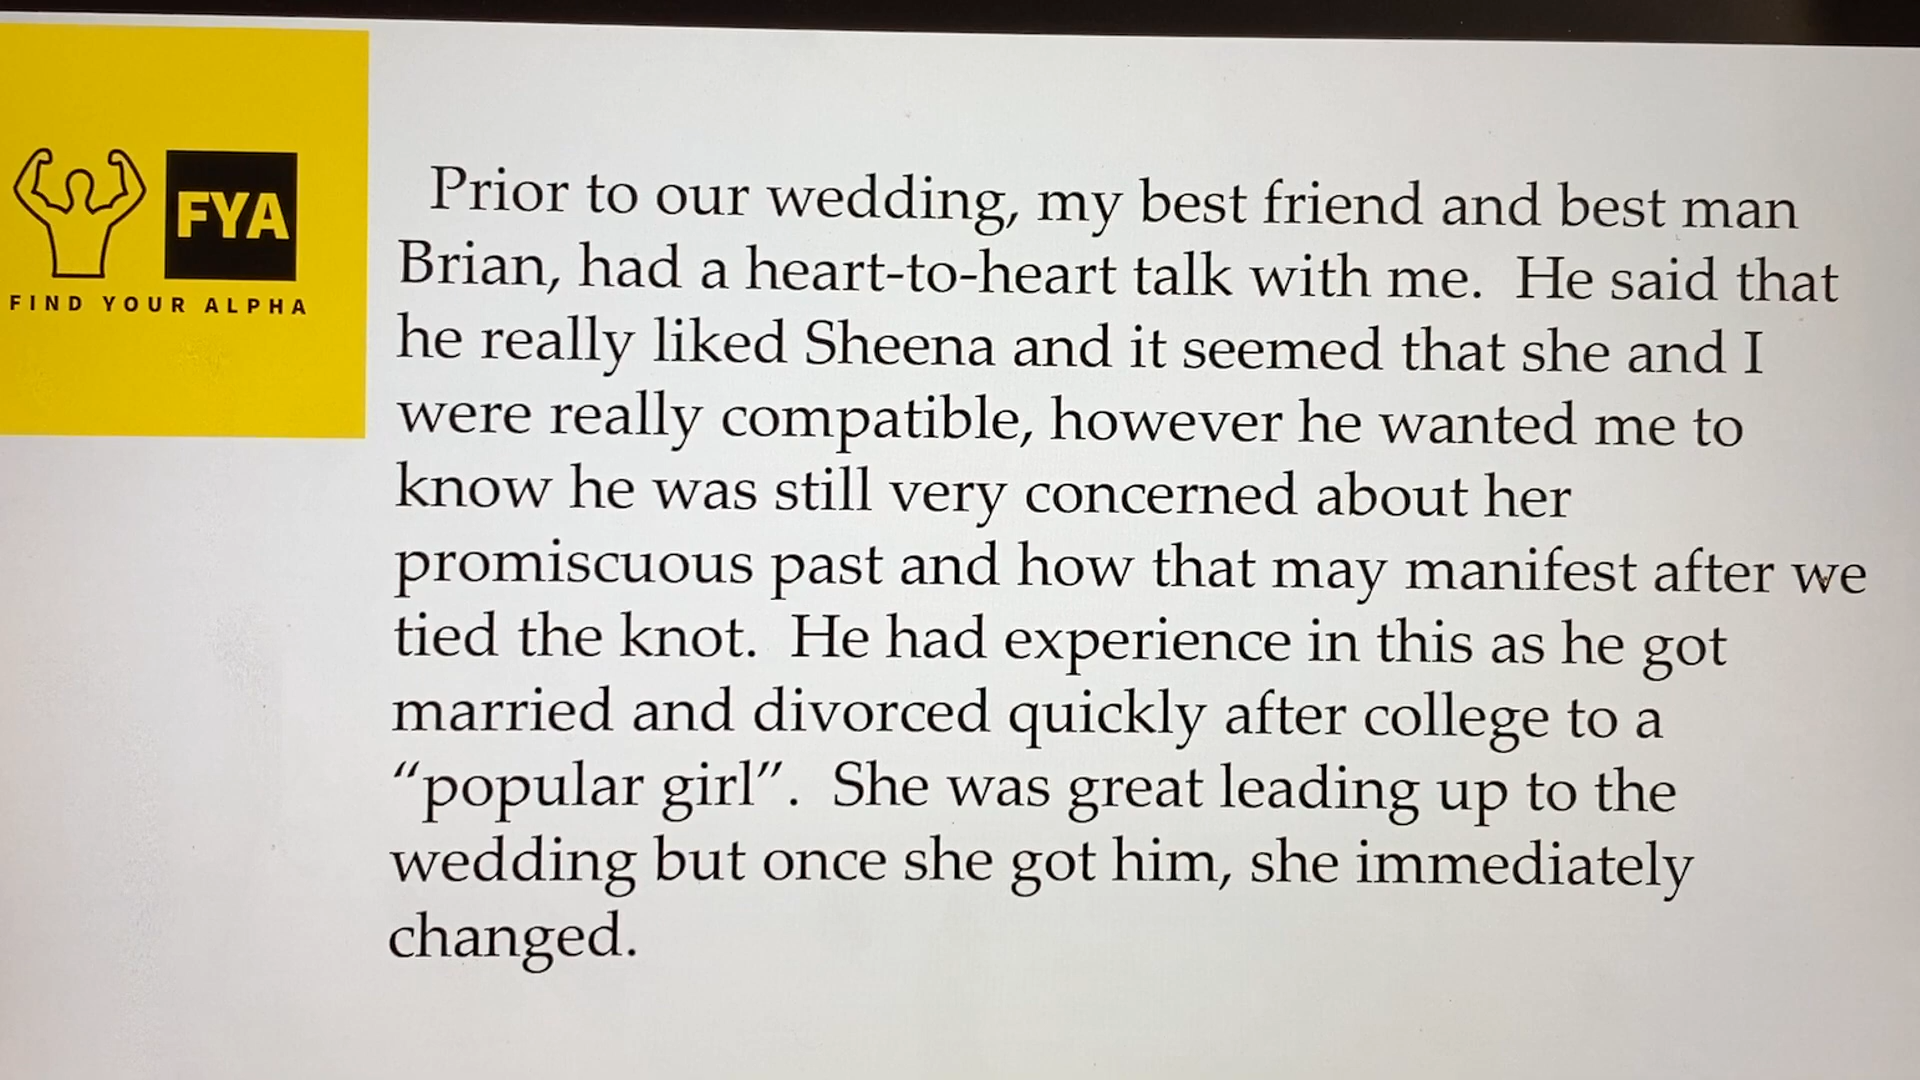 FYA
FIND YOUR ALPHA
Prior to our wedding, my best friend and best man
Brian, had a heart-to-heart talk with me.  He said that
he really liked Sheena and it seemed that she and I
were really compatible, however he wanted me to
know he was still very concerned about her
promiscuous past and how that may manifest after we
tied the knot.  He had experience in this as he got
married and divorced quickly after college to a
“popular girl”.  She was great leading up to the
wedding but once she got him, she immediately
changed.